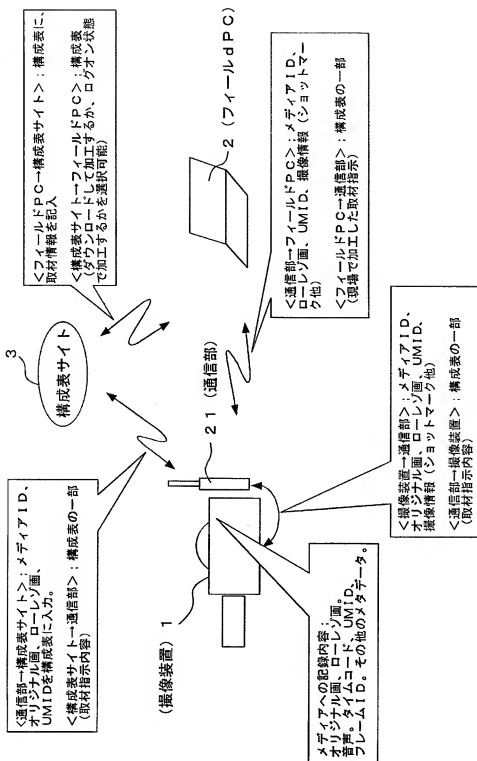 <フィールドPC→構成表サイト>：構成表に、
取材情報を記入
<構成表サイト→フィールドPC>：構成表
(ダウンロードして加工するか、ログオン状態
で加工するかを選択可能)
3
構成表サイト
<通信部→構成表サイト>：メディアID、
オリジナル画、ローレゾ画、
UMIDを構成表に入力。
<構成表サイト→通信部>：構成表の一部
(取材指示内容)
2 (フィールドPC)
<通信部→フィールドPC>：メディアID、
ローレゾ画、UMID、撮像情報 (ショットマー
ク他)
<フィールドPC→通信部>：構成表の一部
(現場で加工した取材指示)
21 (通信部)
1
(撮像装置)
<撮像装置→通信部>：メディアID、
オリジナル画、ローレゾ画、UMID、
撮像情報 (ショットマーク他)
<通信部→撮像装置>：構成表の一部
(取材指示内容)
メディアへの記録内容：
オリジナル画、ローレゾ画。
音声。タイムコード、UMID、
フレームID。その他のメタデータ。